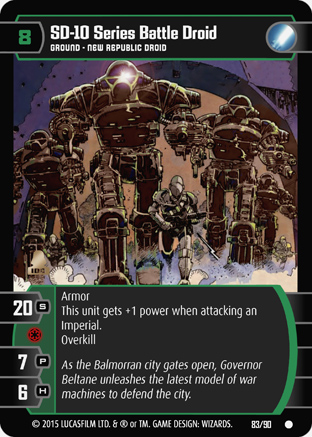 8
SD-10 Series Battle Droid
GROUND - NEW REPUBLIC DROID
20 S
Armor
This unit gets +1 power when attacking an
Imperial.
Overkill
7 P
6 H
As the Balmorran city gates open, Governor
Beltane unleashes the latest model of war
machines to defend the city.
© 2015 LUCASFILM LTD. & ® or TM. GAME DESIGN: WIZARDS.
83/90